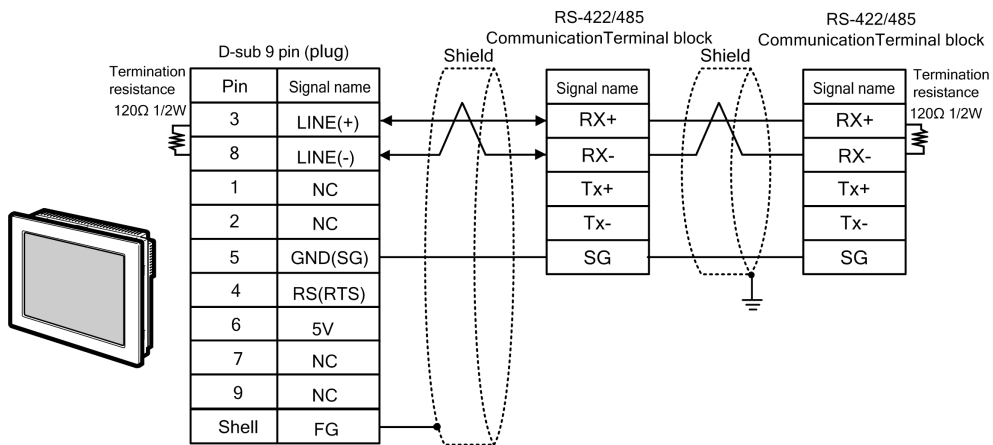 RS-422/485
CommunicationTerminal block
RS-422/485
CommunicationTerminal block
D-sub 9 pin (plug)
Shield
Shield
Termination
resistance
120Ω 1/2W
Pin Signal name
3 LINE(+)
8 LINE(-)
1 NC
2 NC
5 GND(SG)
4 RS(RTS)
6 5V
7 NC
9 NC
Shell FG
Signal name
RX+
RX-
Tx+
Tx-
SG
Signal name
RX+
RX-
Tx+
Tx-
SG
Termination
resistance
120Ω 1/2W